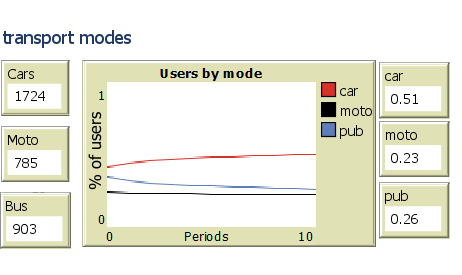 transport modes
Cars
1724
Moto
785
Bus
903
Users by mode
% of users
1
0
0
Periods
10
car
moto
pub
car
0.51
moto
0.23
pub
0.26